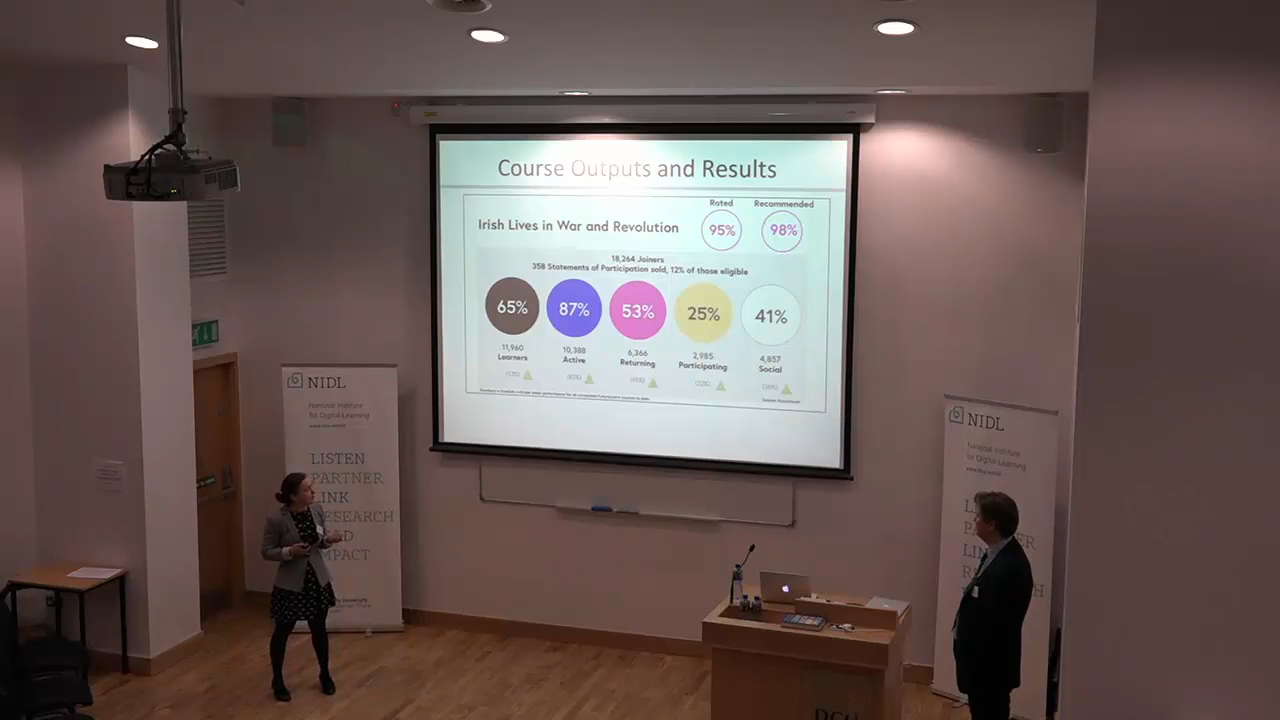 Course Outputs and Results
Rated
Recommended
Irish Lives in War and Revolution
95%
98%
18,264 Joiners
358 Statements of Participation sold, 12% of those eligible
65%
87%
53%
25%
41%
11,960
Learners
10,388
Active
6,366
Returning
2,985
Participating
4,857
Social
NIDL
National Institute
for Digital Learning
LISTEN
PARTNER
LINK
RESEARCH
MPACT
NIDL
National Institute
for Digital Learning